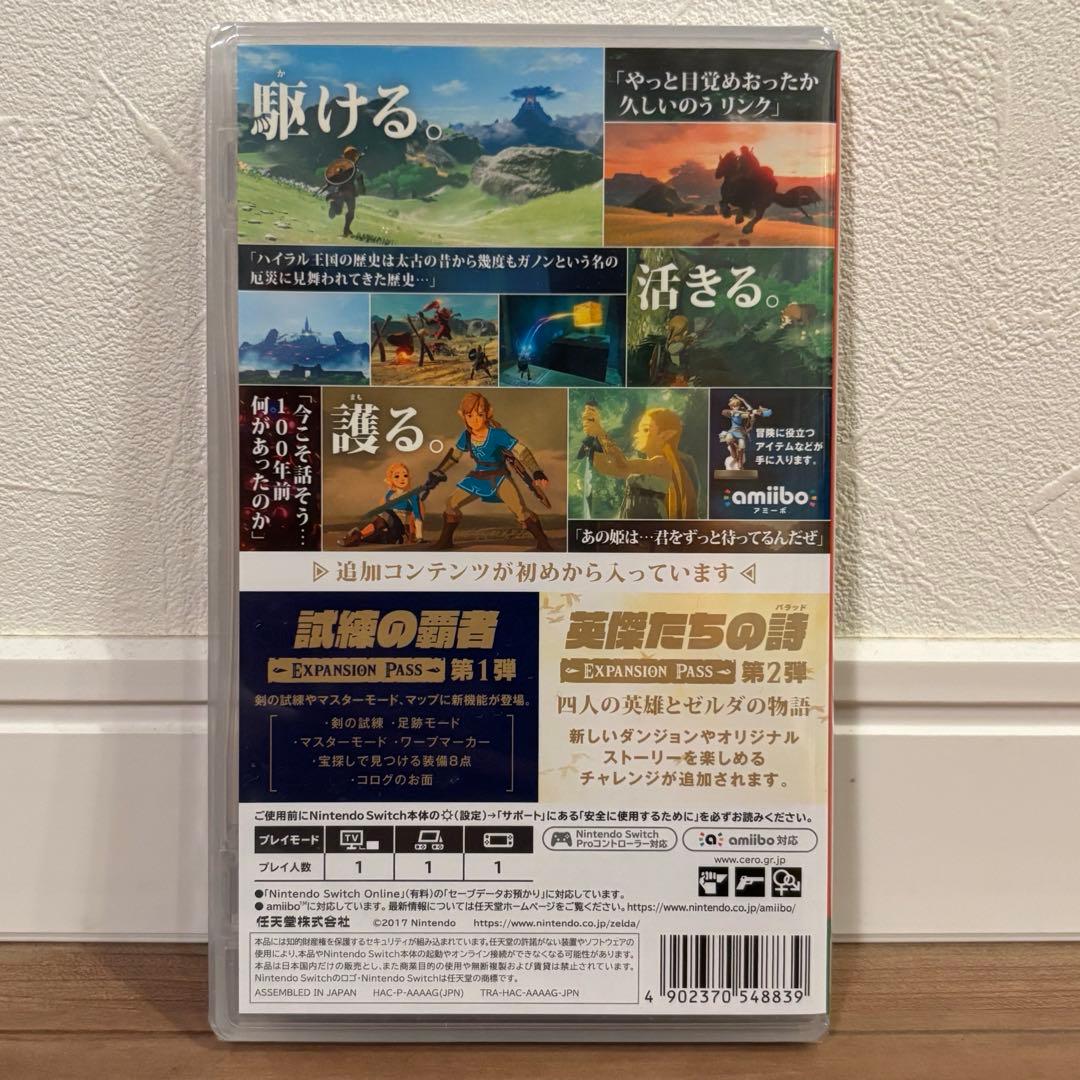 駆ける。
か
「やっと目覚めおったか
久しいのう リンク」
「ハイラル王国の歴史は太古の昔から幾度もガノンという名の
厄災に見舞われてきた歴史…」
活きる。
「今こそ話そう…
100年前
何があったのか」
護る。
まも
冒険に役立つ
アイテムなどが
手に入ります。
amiibo
アミーボ
「あの姫は…君をずっと待ってるんだぜ」
追加コンテンツが初めから入っています
試練の覇者
EXPANSION PASS 第1弾
剣の試練やマスターモード、マップに新機能が登場。
・剣の試練 ・足跡モード
・マスターモード ・ワープマーカー
・宝探しで見つける装備8点
・コログのお面
英傑たちの詩
バラッド
EXPANSION PASS 第2弾
四人の英雄とゼルダの物語
新しいダンジョンやオリジナル
ストーリーを楽しめる
チャレンジが追加されます。
ご使用前にNintendo Switch本体の(設定)→「サポート」にある「安全に使用するために」を必ずお読みください。
プレイモード TV
プレイ人数 1 1 1
Nintendo Switch
Proコントローラー対応
amiibo 対応
www.cero.gr.jp
●「Nintendo Switch Online」(有料)の「セーブデータお預かり」に対応しています。
●amiibo™に対応しています。最新情報については任天堂ホームページをご覧ください。https://www.nintendo.co.jp/amiibo/
任天堂株式会社 ©2017 Nintendo https://www.nintendo.co.jp/zelda/
本品には知的財産権を保護するセキュリティが組み込まれています。任天堂の許諾がない装置やソフトウェアの
使用により、本品やNintendo Switch本体の起動やオンライン接続ができなくなる可能性があります。
本品は日本国内だけの販売とし、また商業目的の使用や無断複製および賃貸は禁止されています。
Nintendo Switchのロゴ・Nintendo Switchは任天堂の商標です。
ASSEMBLED IN JAPAN HAC-P-AAAAG(JPN) TRA-HAC-AAAAG-JPN
4 902370 548839